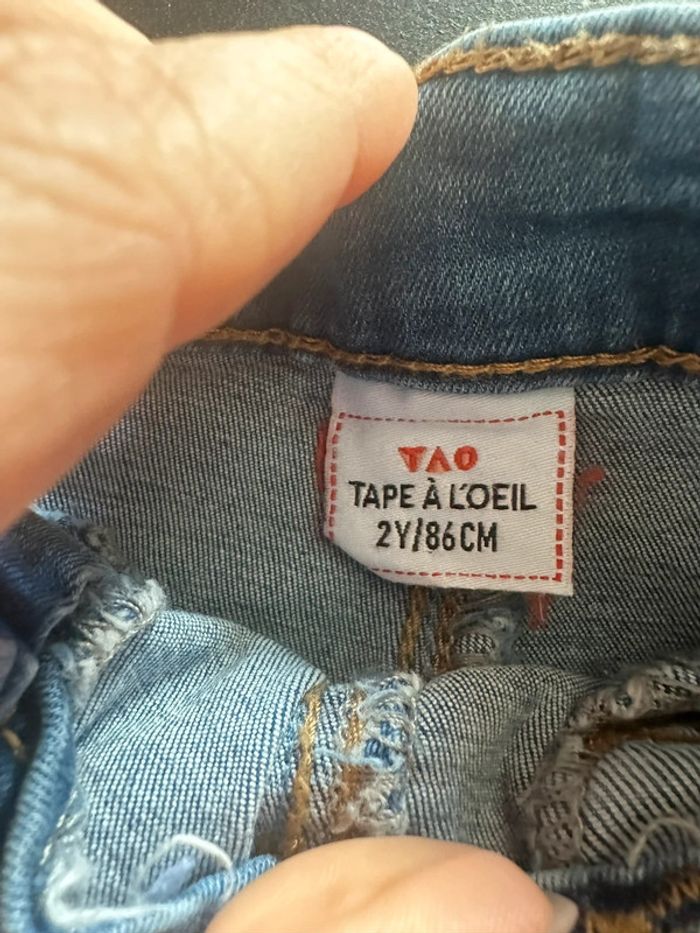 TAO
TAPE À L'OEIL
2Y/86CM